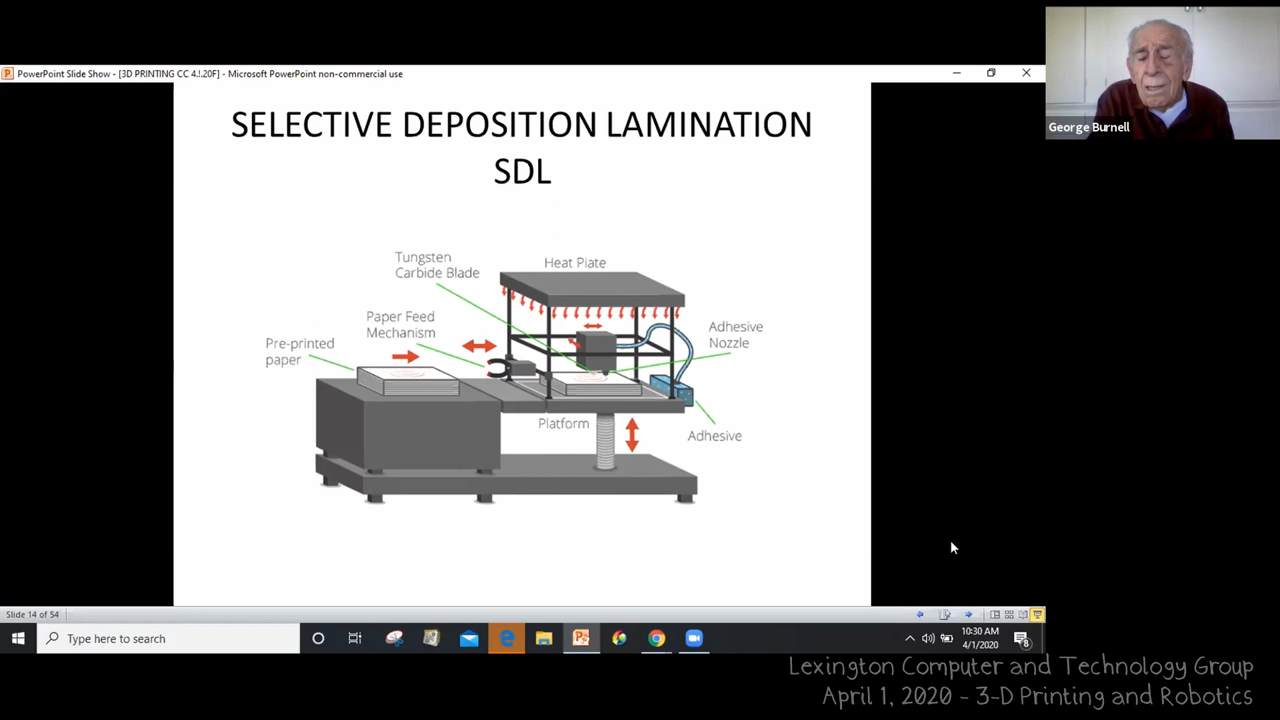 PowerPoint Slide Show - [3D PRINTING CC 4.!.20F] - Microsoft PowerPoint non-commercial use
George Burnell
SELECTIVE DEPOSITION LAMINATION
SDL
Tungsten
Carbide Blade
Heat Plate
Paper Feed
Mechanism
Adhesive
Nozzle
Pre-printed
paper
Platform
Adhesive
Slide 14 of 54
Type here to search
10:30 AM
4/1/2020
8
Lexington Computer and Technology Group
April 1, 2020 - 3-D Printing and Robotics